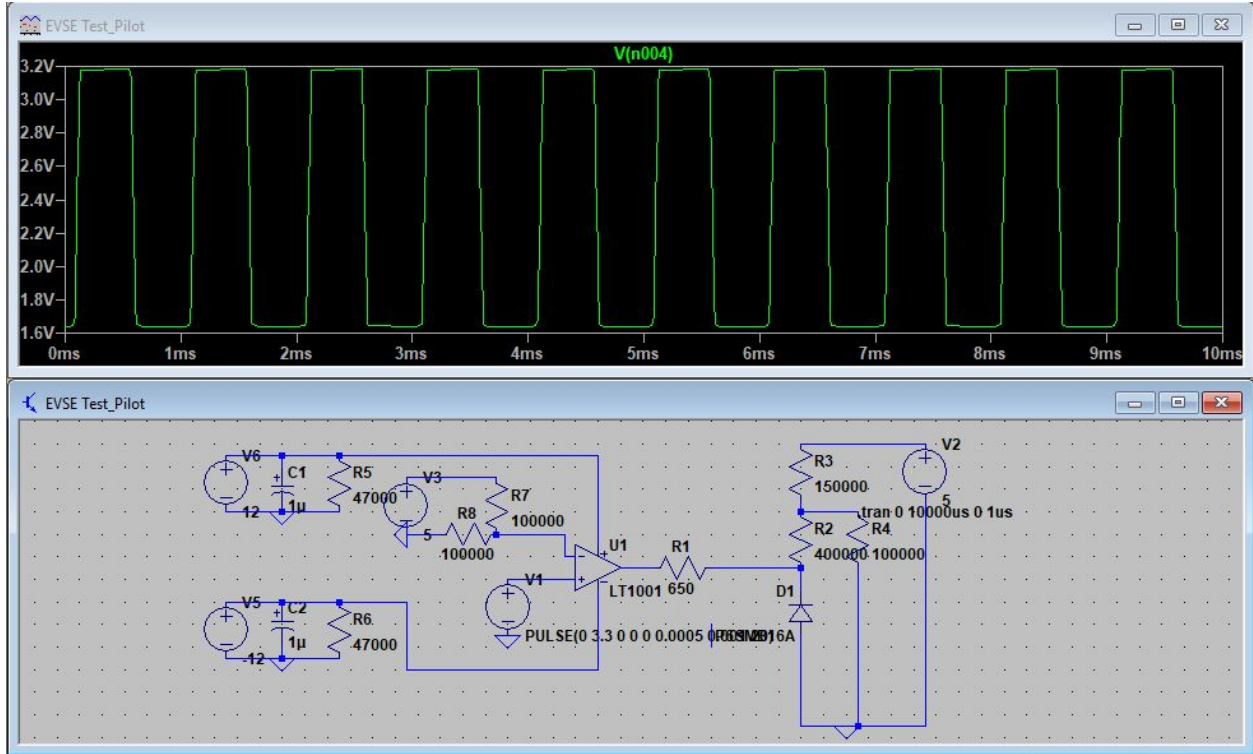 EVSE Test_Pilot
V(n004)
3.2V
3.0V
2.8V
2.6V
2.4V
2.2V
2.0V
1.8V
1.6V
0ms 1ms 2ms 3ms 4ms 5ms 6ms 7ms 8ms 9ms 10ms
EVSE Test_Pilot
V6
C1
1µ
R5
47000
12
V3
5
R7
100000
R8
100000
U1
LT1001
R1
650
V1
PULSE(0 3.3 0 0 0 0.0005
D1
R3
150000
V2
5
tran 0 10000us 0 1us
R2
400000
R4
100000
V5
-12
C2
1µ
R6
47000